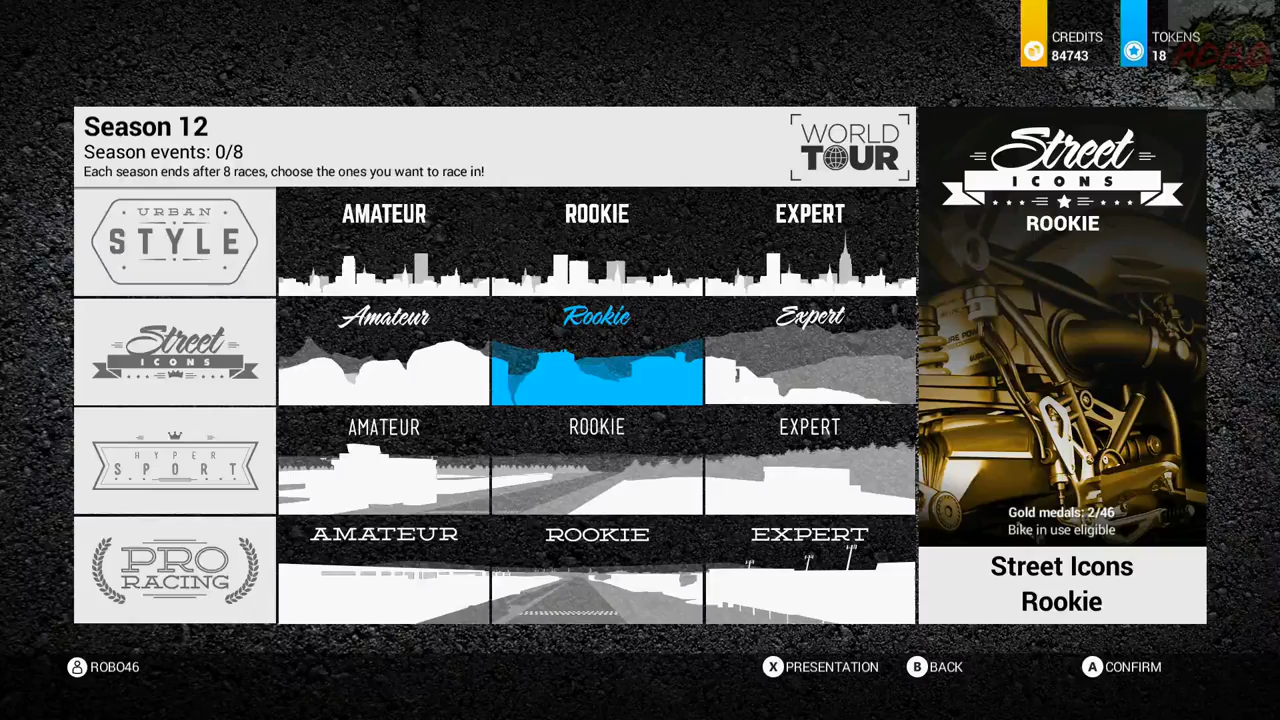 CREDITS
84743
TOKENS
18
Season 12
Season events: 0/8
Each season ends after 8 races, choose the ones you want to race in!
WORLD
TOUR
Street
ICONS
ROOKIE
URBAN
STYLE
AMATEUR
ROOKIE
EXPERT
Street
ICONS
Amateur
Rookie
Expert
HYPER
SPORT
AMATEUR
ROOKIE
EXPERT
PRO
RACING
AMATEUR
ROOKIE
EXPERT
Gold medals: 2/46
Bike in use eligible
Street Icons
Rookie
ROBO46
X PRESENTATION
B BACK
A CONFIRM